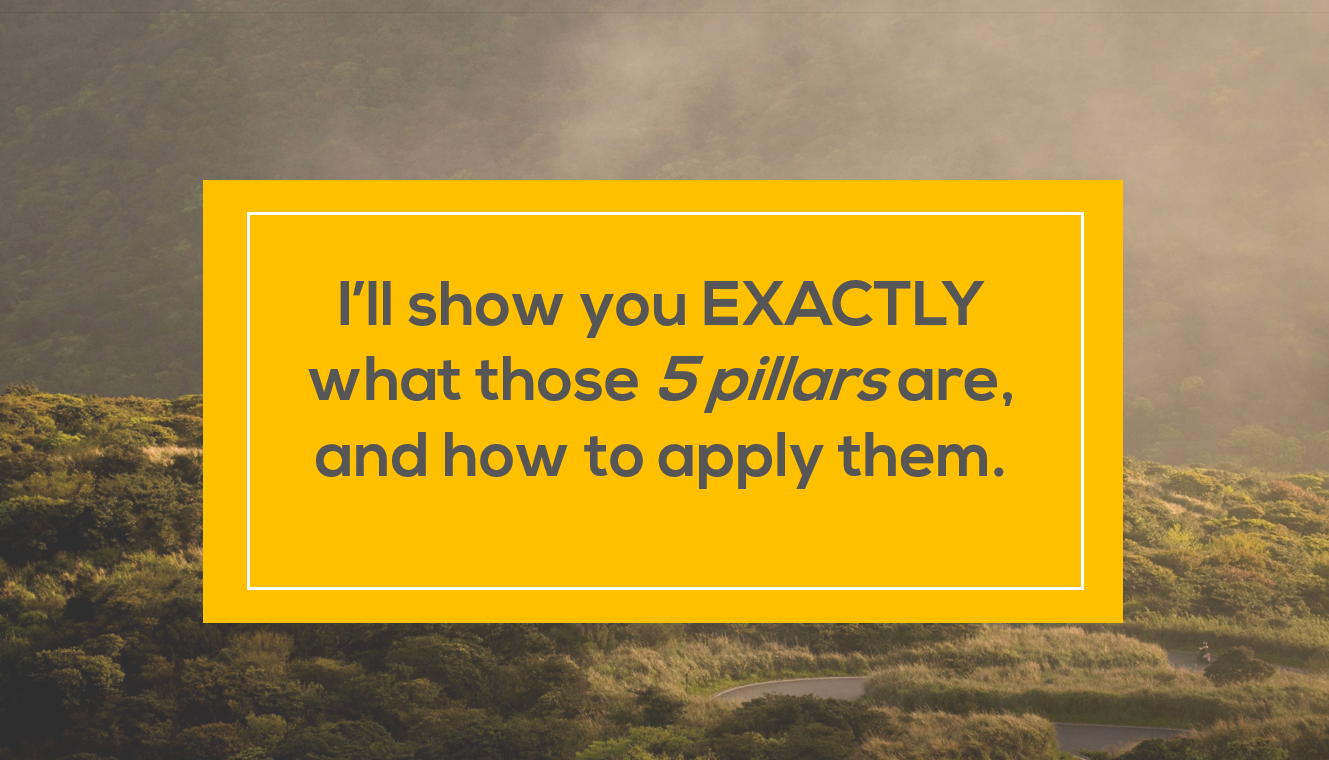 I’ll show you EXACTLY
what those 5 pillars are,
and how to apply them.